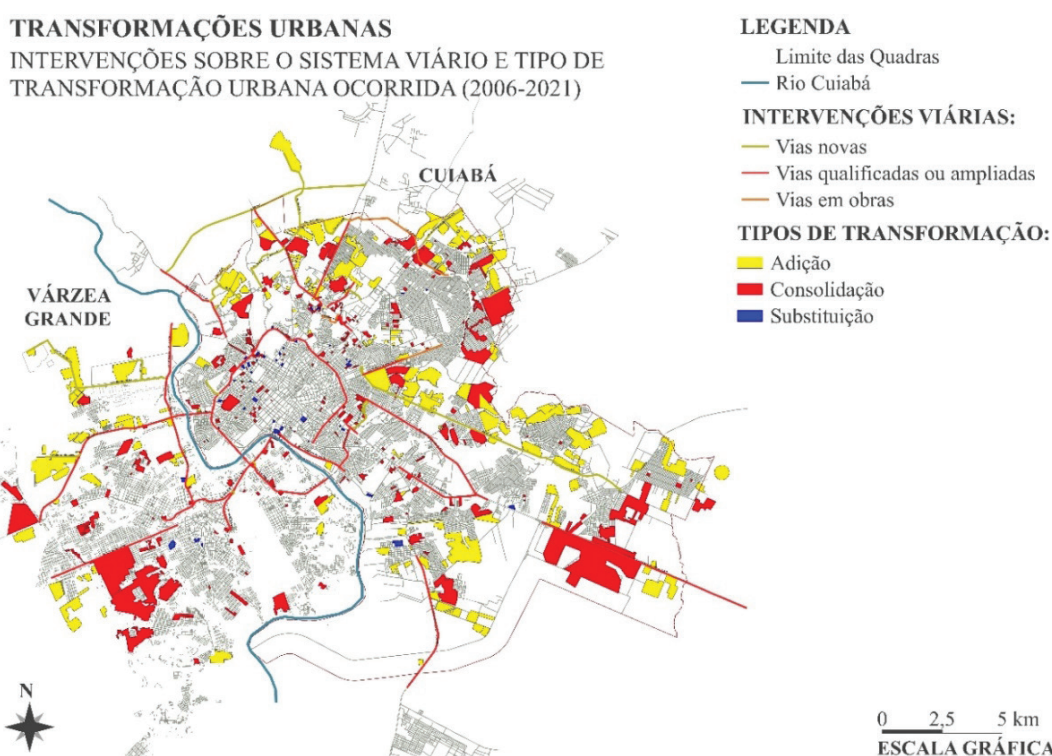 TRANSFORMAÇÕES URBANAS
INTERVENÇÕES SOBRE O SISTEMA VIÁRIO E TIPO DE
TRANSFORMAÇÃO URBANA OCORRIDA (2006-2021)
CUIABÁ
VÁRZEA
GRANDE
N
LEGENDA
Limite das Quadras
Rio Cuiabá
INTERVENÇÕES VIÁRIAS:
Vias novas
Vias qualificadas ou ampliadas
Vias em obras
TIPOS DE TRANSFORMAÇÃO:
Adição
Consolidação
Substituição
0 2,5 5 km
ESCALA GRÁFICA